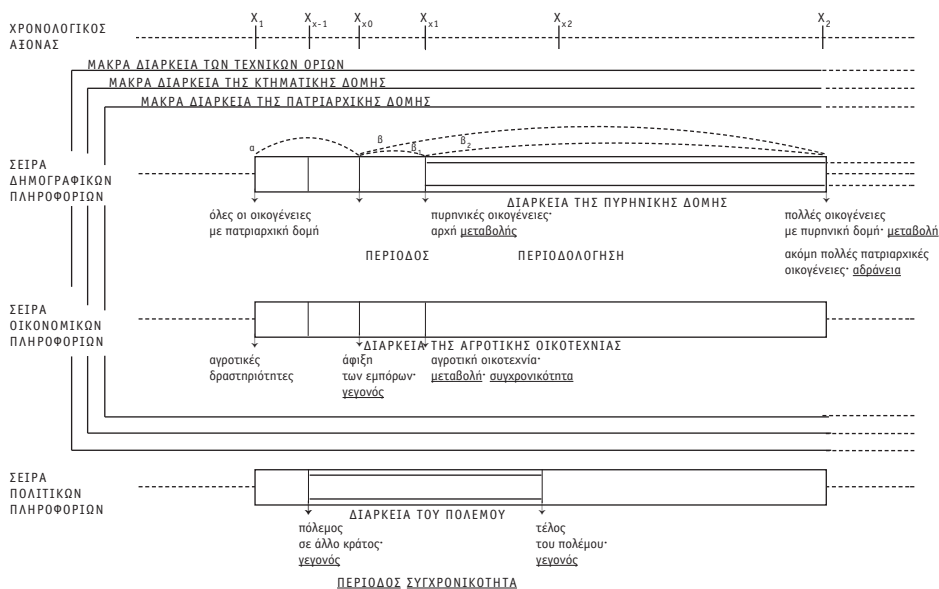 X1 Xx-1 Xx0 Xx1 Xx2 X2
ΧΡΟΝΟΛΟΓΙΚΟΣ
ΑΞΟΝΑΣ
ΜΑΚΡΑ ΔΙΑΡΚΕΙΑ ΤΩΝ ΤΕΧΝΙΚΩΝ ΟΡΙΩΝ
ΜΑΚΡΑ ΔΙΑΡΚΕΙΑ ΤΗΣ ΚΤΗΜΑΤΙΚΗΣ ΔΟΜΗΣ
ΜΑΚΡΑ ΔΙΑΡΚΕΙΑ ΤΗΣ ΠΑΤΡΙΑΡΧΙΚΗΣ ΔΟΜΗΣ
α β β1 β2
ΣΕΙΡΑ
ΔΗΜΟΓΡΑΦΙΚΩΝ
ΠΛΗΡΟΦΟΡΙΩΝ
ΔΙΑΡΚΕΙΑ ΤΗΣ ΠΥΡΗΝΙΚΗΣ ΔΟΜΗΣ
όλες οι οικογένειες
με πατριαρχική δομή
πυρηνικές οικογένειες·
αρχή μεταβολής
πολλές οικογένειες
με πυρηνική δομή· μεταβολή
ακόμη πολλές πατριαρχικές
οικογένειες· αδράνεια
ΠΕΡΙΟΔΟΣ ΠΕΡΙΟΔΟΛΟΓΗΣΗ
ΣΕΙΡΑ
ΟΙΚΟΝΟΜΙΚΩΝ
ΠΛΗΡΟΦΟΡΙΩΝ
ΔΙΑΡΚΕΙΑ ΤΗΣ ΑΓΡΟΤΙΚΗΣ ΟΙΚΟΤΕΧΝΙΑΣ
αγροτικές
δραστηριότητες
άφιξη
των εμπόρων·
γεγονός
αγροτική οικοτεχνία·
μεταβολή· συγχρονικότητα
ΣΕΙΡΑ
ΠΟΛΙΤΙΚΩΝ
ΠΛΗΡΟΦΟΡΙΩΝ
ΔΙΑΡΚΕΙΑ ΤΟΥ ΠΟΛΕΜΟΥ
πόλεμος
σε άλλο κράτος·
γεγονός
τέλος
του πολέμου·
γεγονός
ΠΕΡΙΟΔΟΣ ΣΥΓΧΡΟΝΙΚΟΤΗΤΑ